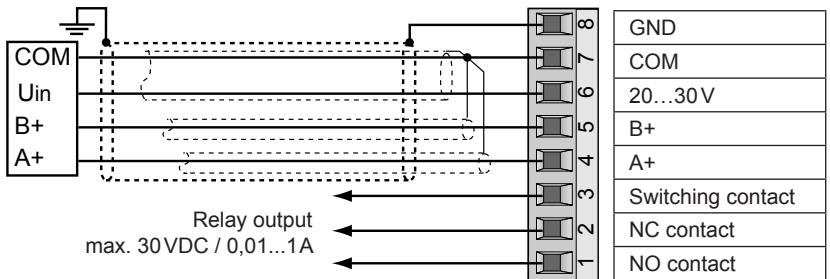 COM
Uin
B+
A+
Relay output
max. 30 VDC / 0,01...1A
8
7
6
5
4
3
2
1
GND
COM
20...30 V
B+
A+
Switching contact
NC contact
NO contact